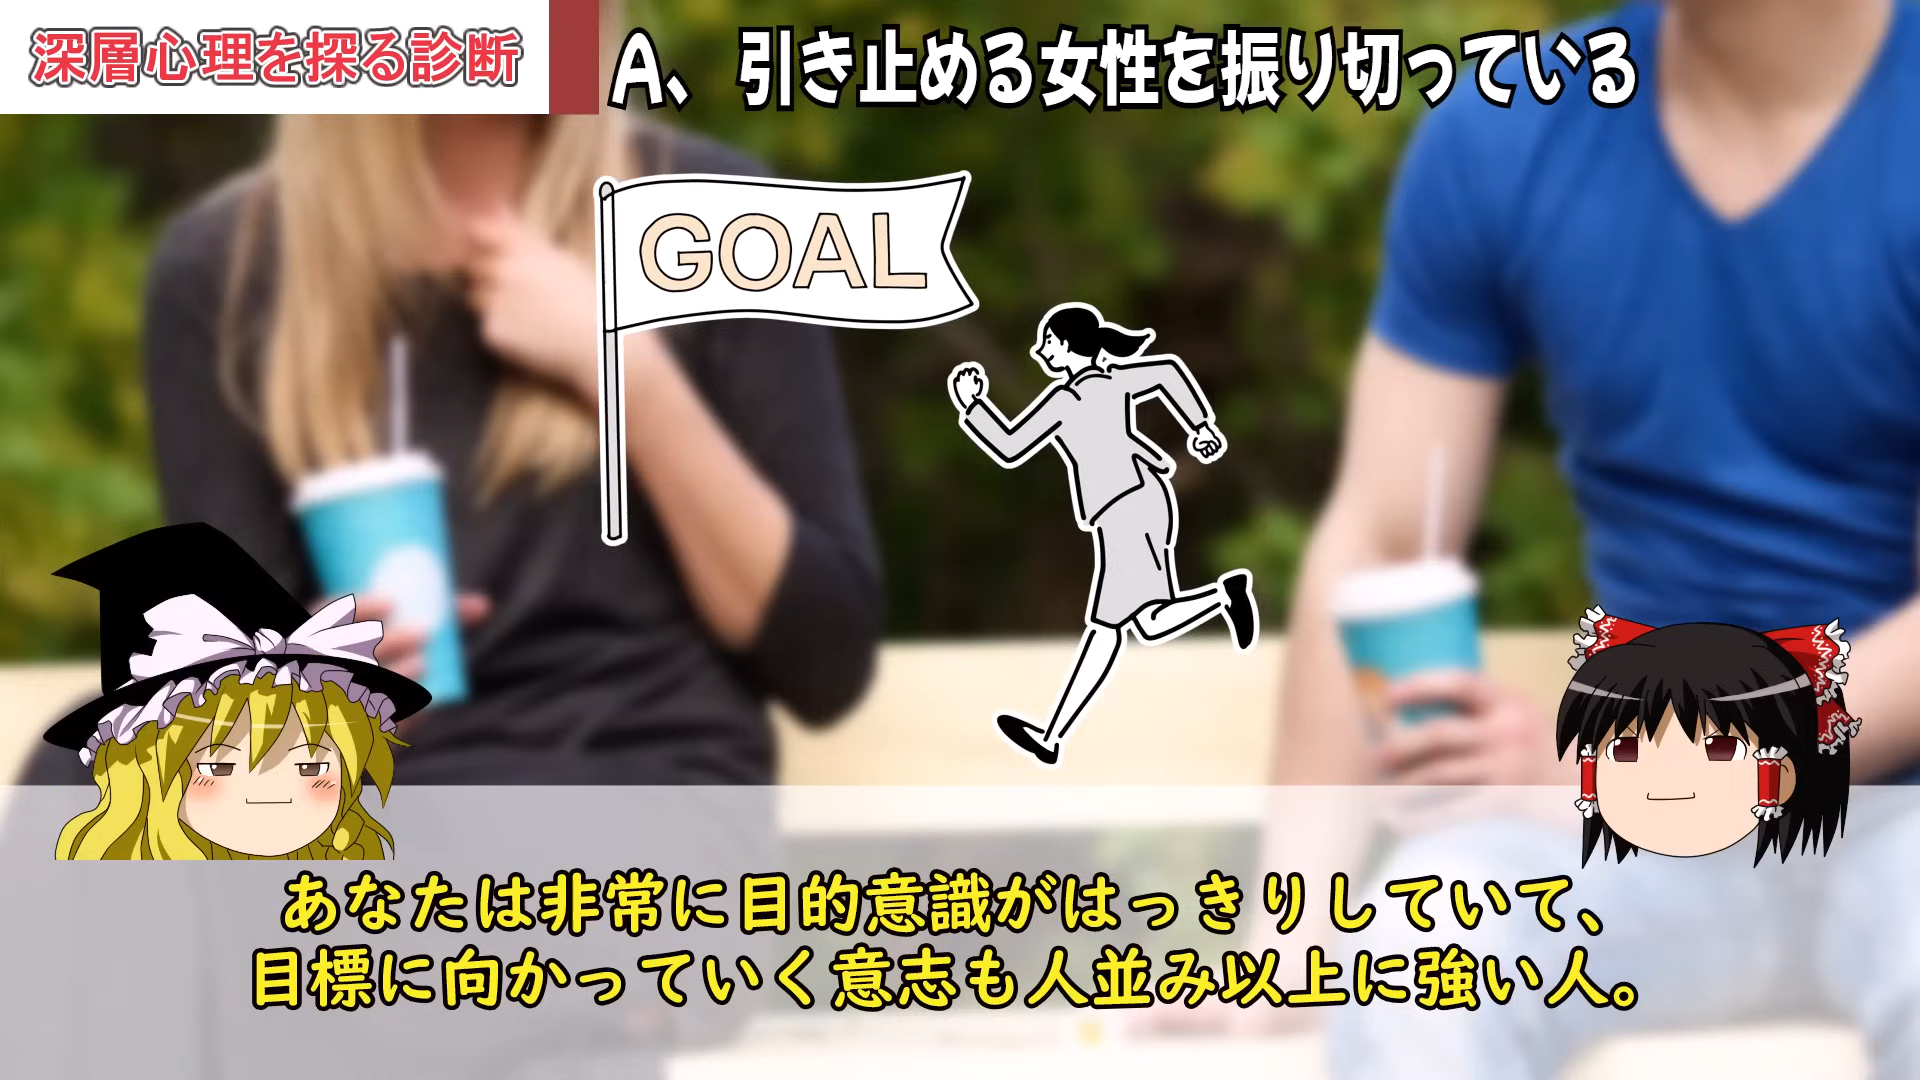 深層心理を探る診断
A、引き止める女性を振り切っている
GOAL
あなたは非常に目的意識がはっきりしていて、
目標に向かっていく意志も人並み以上に強い人。